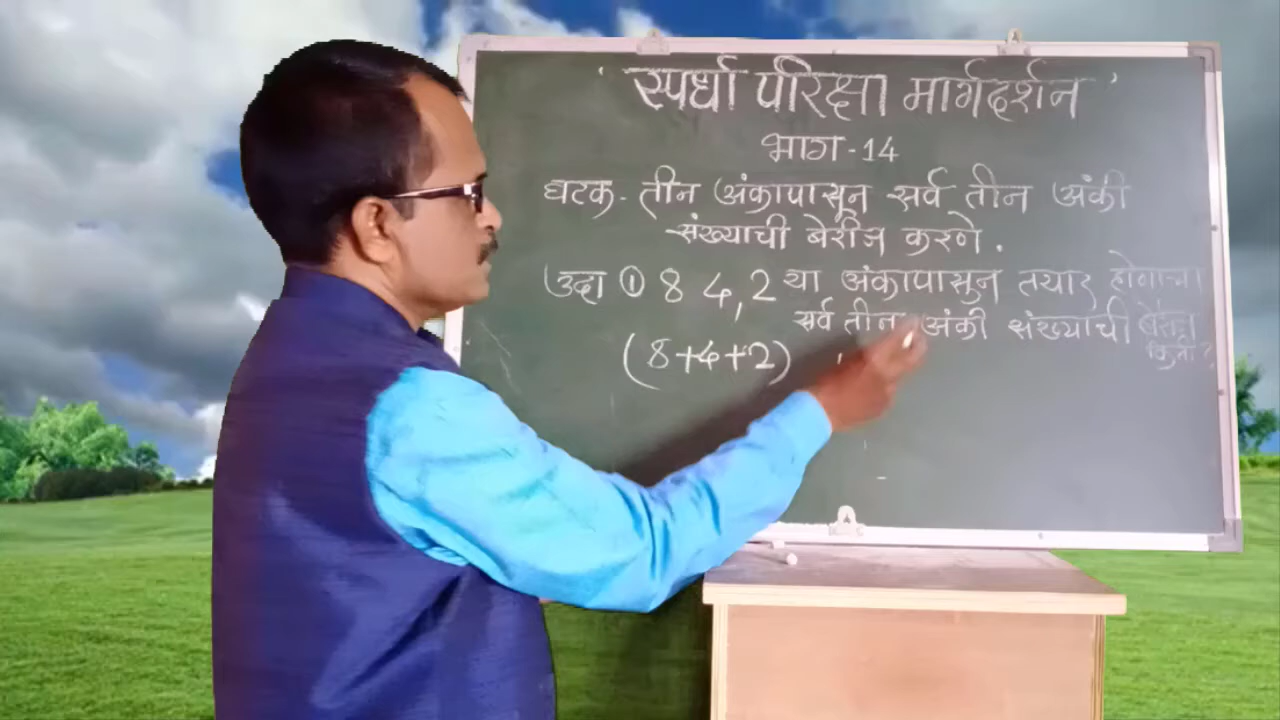 ' स्पर्धा परिक्षा मार्गदर्शन '
भाग -14
घटक - तीन अंकापासून सर्व तीन अंकी
संख्याची बेरीज करणे .
उदा ① 8 4,2 या अंकापासुन तयार होणाऱ्या
सर्व तीन अंकी संख्याची बेरीज
किती ?
(8+4+2)